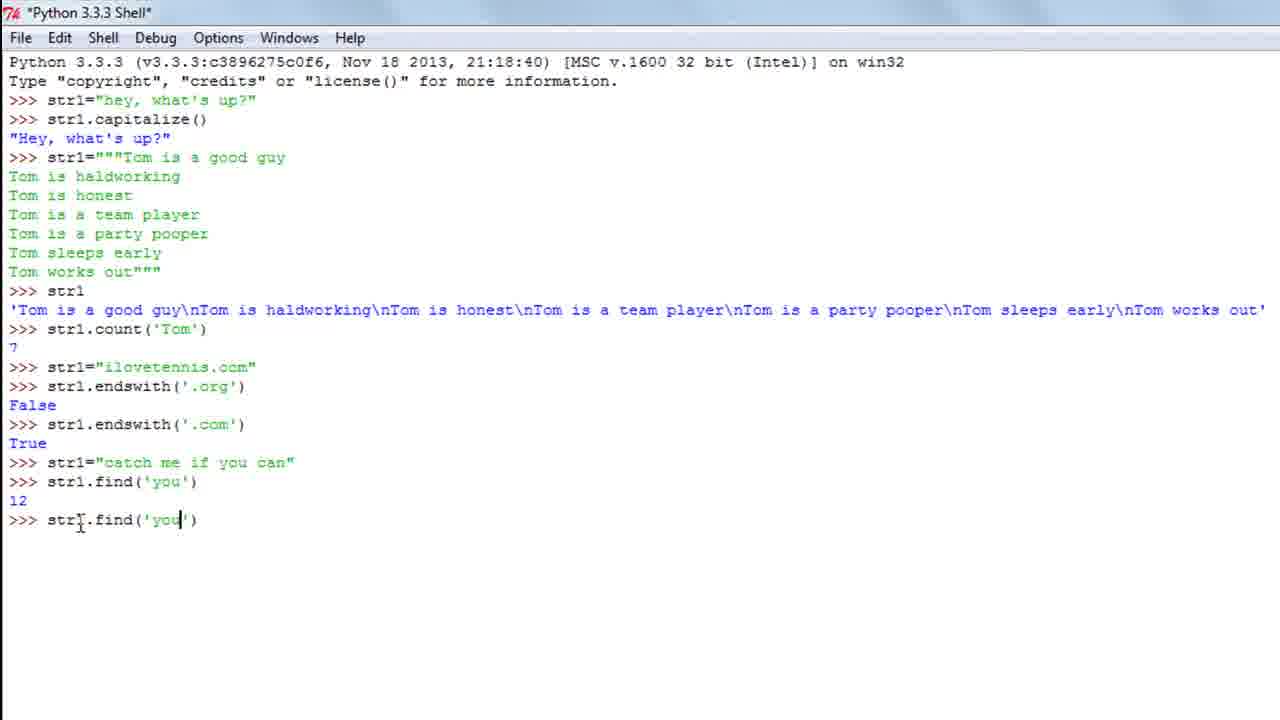 *Python 3.3.3 Shell*
File Edit Shell Debug Options Windows Help
Python 3.3.3 (v3.3.3:c3896275c0f6, Nov 18 2013, 21:18:40) [MSC v.1600 32 bit (Intel)] on win32
Type "copyright", "credits" or "license()" for more information.
>>> str1="hey, what's up?"
>>> str1.capitalize()
"Hey, what's up?"
>>> str1="""Tom is a good guy
Tom is haldworking
Tom is honest
Tom is a team player
Tom is a party pooper
Tom sleeps early
Tom works out"""
>>> str1
'Tom is a good guy\nTom is haldworking\nTom is honest\nTom is a team player\nTom is a party pooper\nTom sleeps early\nTom works out'
>>> str1.count('Tom')
7
>>> str1="ilovetennis.com"
>>> str1.endswith('.org')
False
>>> str1.endswith('.com')
True
>>> str1="catch me if you can"
>>> str1.find('you')
12
>>> str1.find('you')